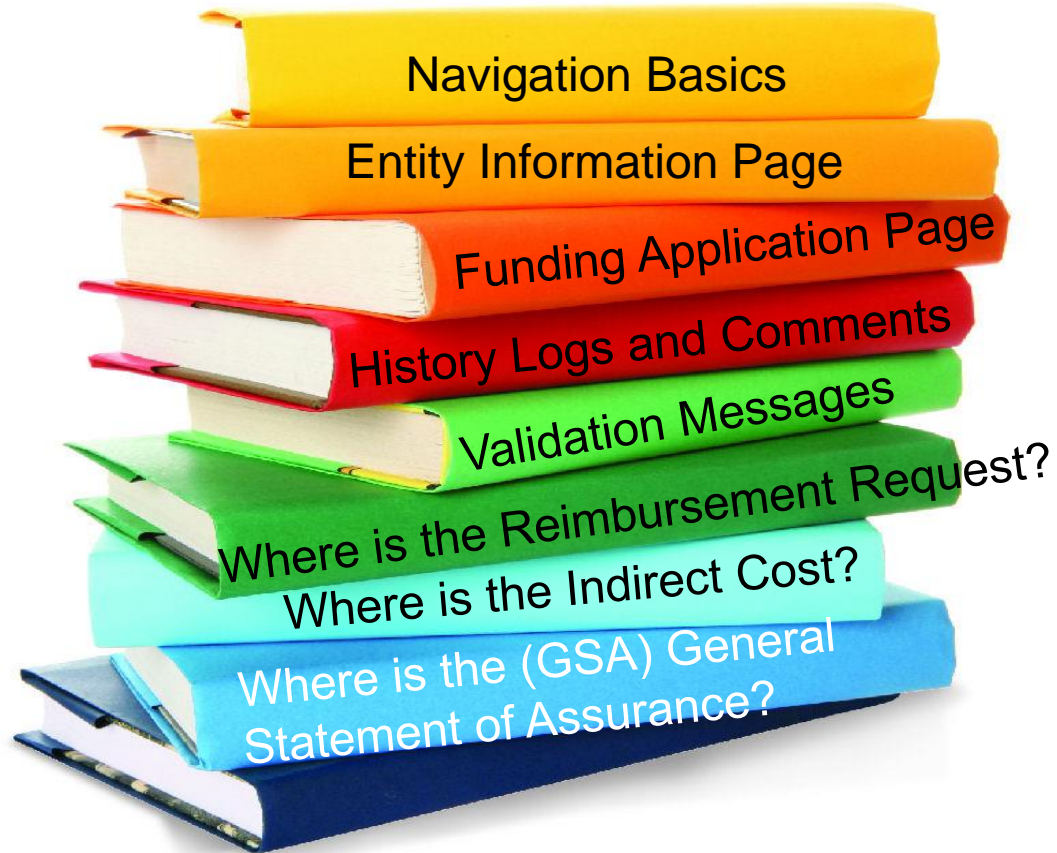 Navigation Basics
Entity Information Page
Funding Application Page
History Logs and Comments
Validation Messages
Where is the Reimbursement Request?
Where is the Indirect Cost?
Where is the (GSA) General
Statement of Assurance?